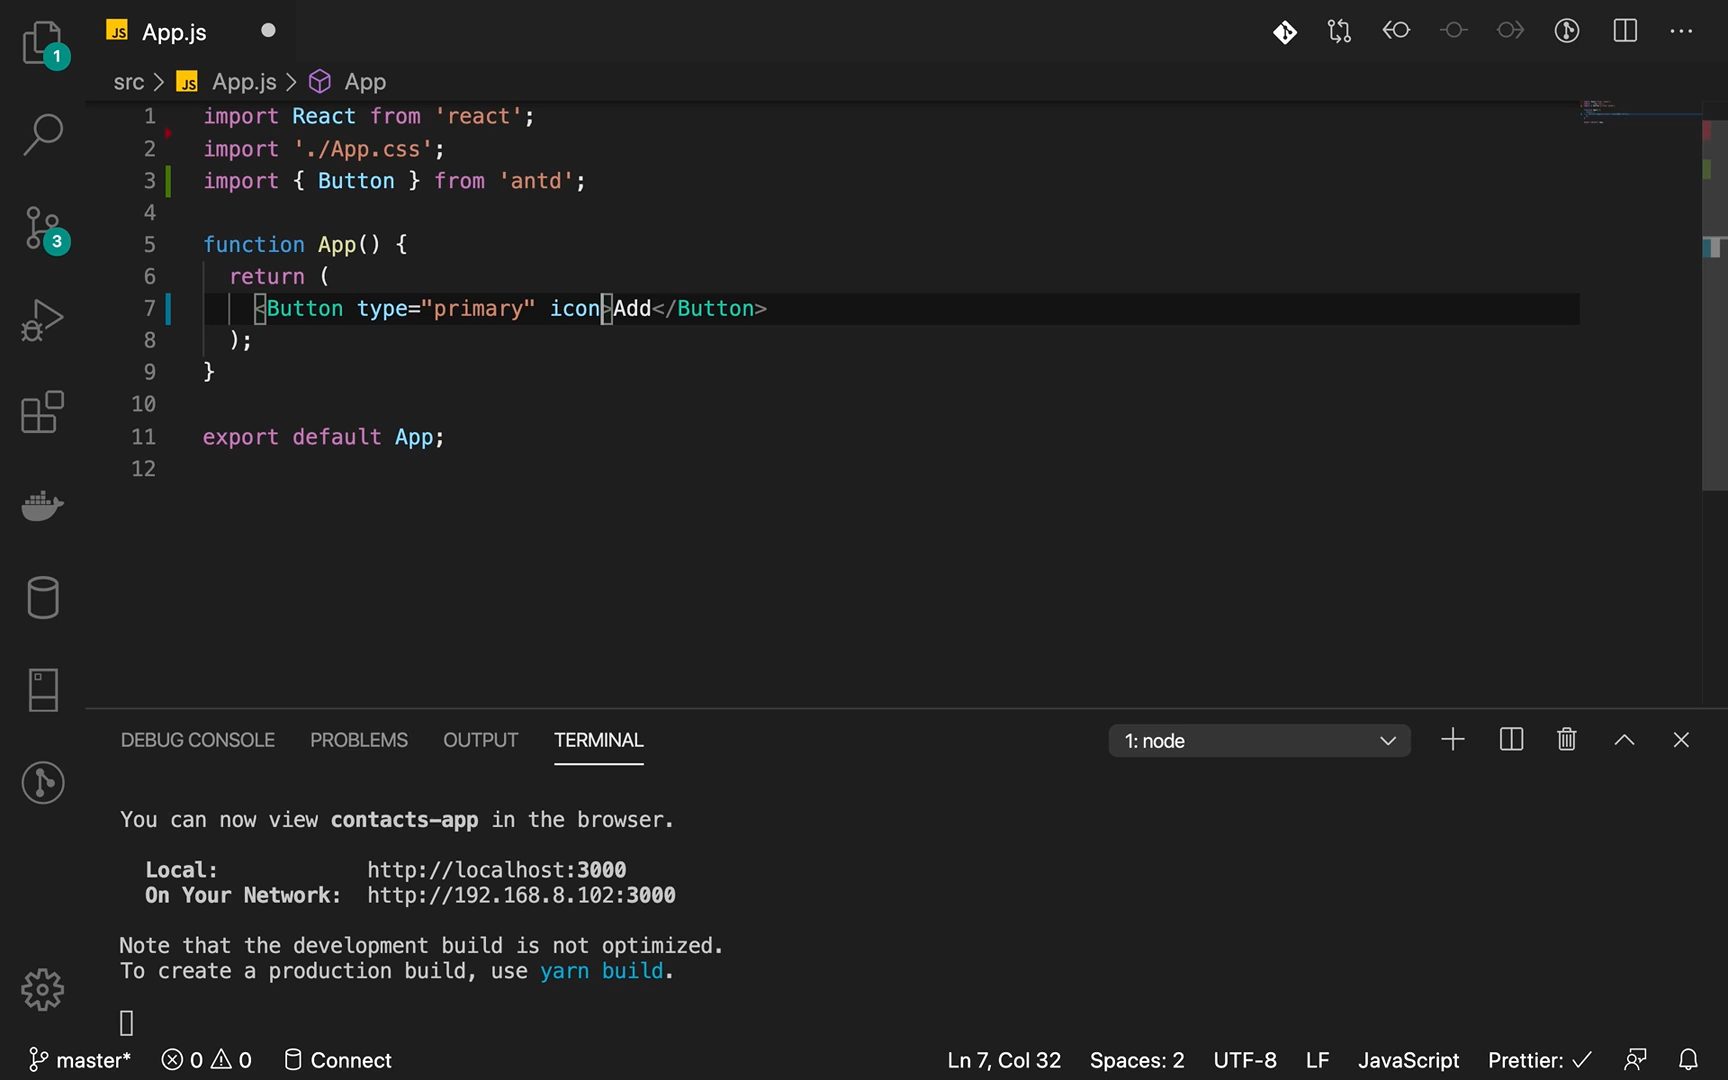 1
JS App.js
src > JS App.js > App
1 import React from 'react';
2 import './App.css';
3 import { Button } from 'antd';
4
5 function App() {
6 return (
7 <Button type="primary" icon>Add</Button>
8 );
9 }
10
11 export default App;
12
3
DEBUG CONSOLE PROBLEMS OUTPUT TERMINAL 1: node
You can now view contacts-app in the browser.
Local: http://localhost:3000
On Your Network: http://192.168.8.102:3000
Note that the development build is not optimized.
To create a production build, use yarn build.
master* 0 0 Connect Ln 7, Col 32 Spaces: 2 UTF-8 LF JavaScript Prettier: ✓